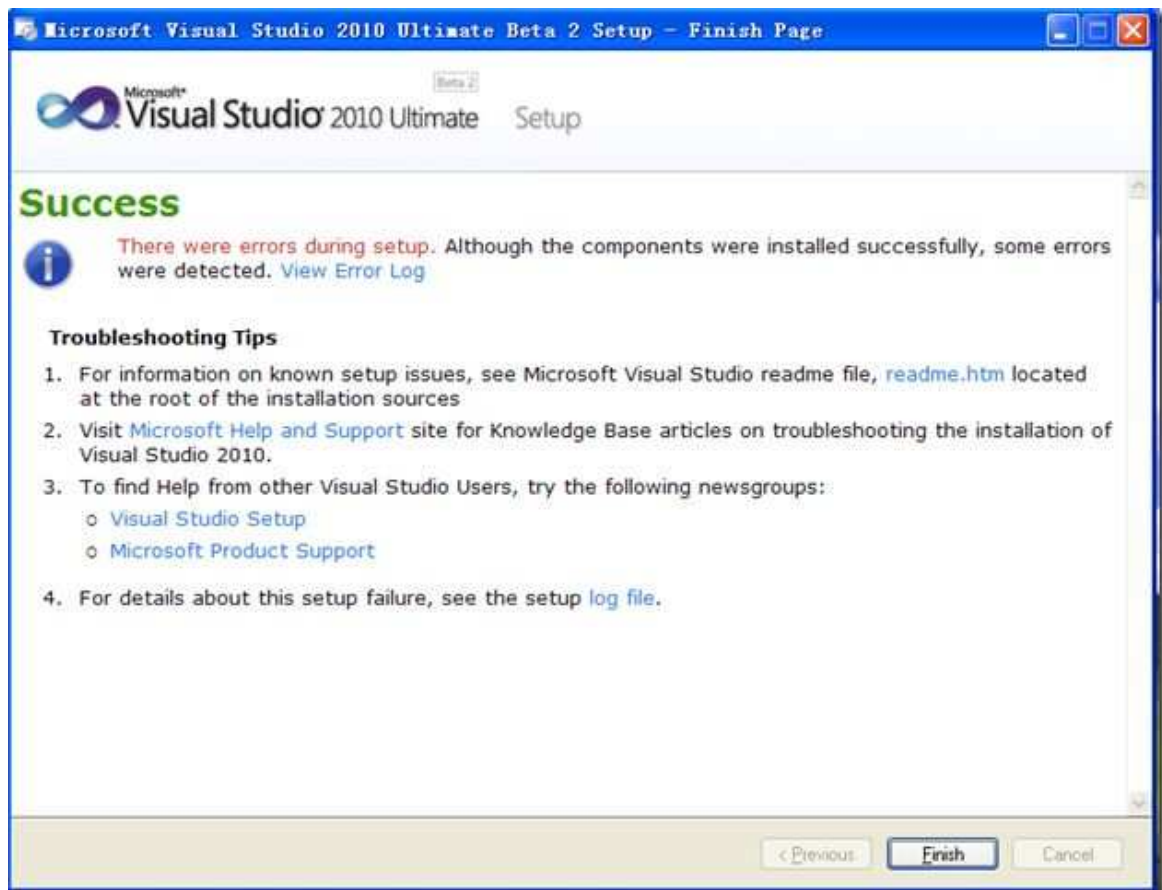 Microsoft Visual Studio 2010 Ultimate Beta 2 Setup - Finish Page
Beta 2
Microsoft®
Visual Studio 2010 Ultimate Setup
Success
There were errors during setup. Although the components were installed successfully, some errors
were detected. View Error Log
Troubleshooting Tips
1. For information on known setup issues, see Microsoft Visual Studio readme file, readme.htm located
at the root of the installation sources
2. Visit Microsoft Help and Support site for Knowledge Base articles on troubleshooting the installation of
Visual Studio 2010.
3. To find Help from other Visual Studio Users, try the following newsgroups:
o Visual Studio Setup
o Microsoft Product Support
4. For details about this setup failure, see the setup log file.
< Previous Finish Cancel